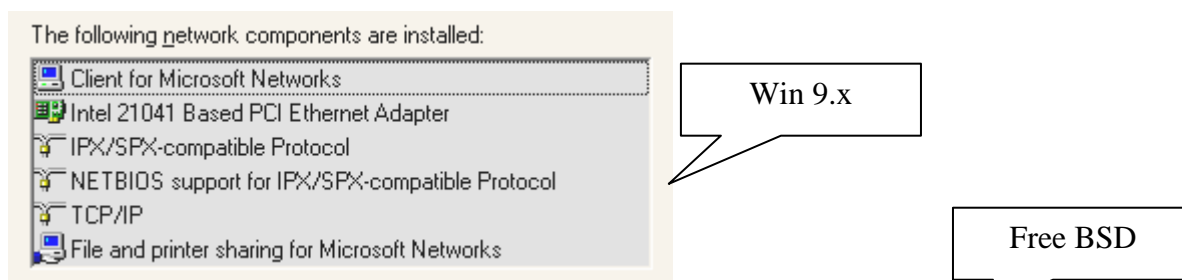 The following network components are installed:
Client for Microsoft Networks
Intel 21041 Based PCI Ethernet Adapter
IPX/SPX-compatible Protocol
NETBIOS support for IPX/SPX-compatible Protocol
TCP/IP
File and printer sharing for Microsoft Networks
Win 9.x
Free BSD